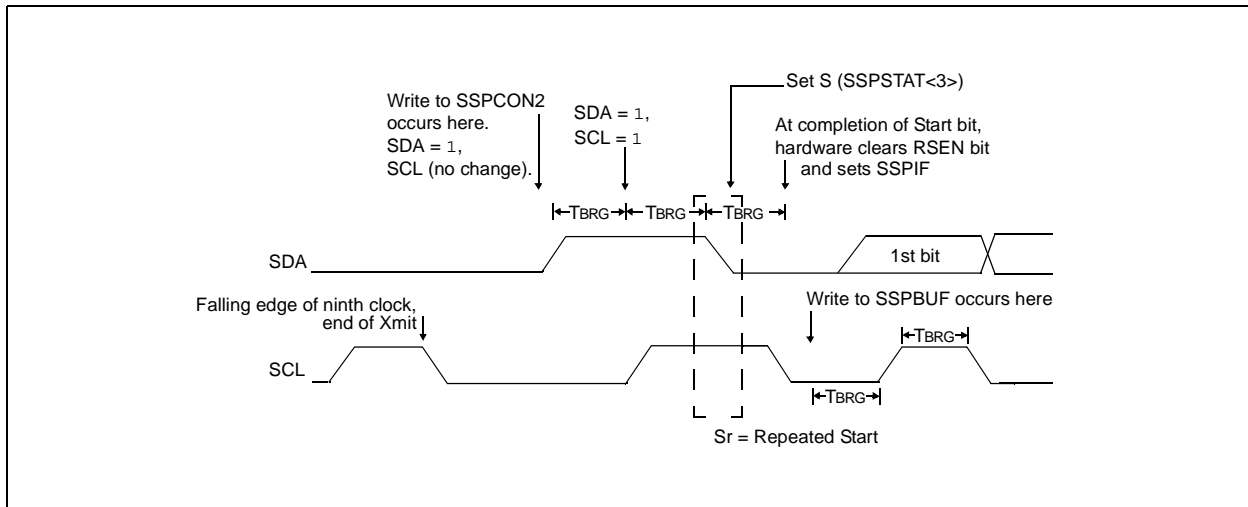 Set S (SSPSTAT<3>)
Write to SSPCON2
occurs here.
SDA = 1,
SCL (no change).
SDA = 1,
SCL = 1
At completion of Start bit,
hardware clears RSEN bit
and sets SSPIF
TBRG
TBRG
TBRG
SDA
1st bit
Falling edge of ninth clock,
end of Xmit
Write to SSPBUF occurs here
TBRG
SCL
TBRG
Sr = Repeated Start